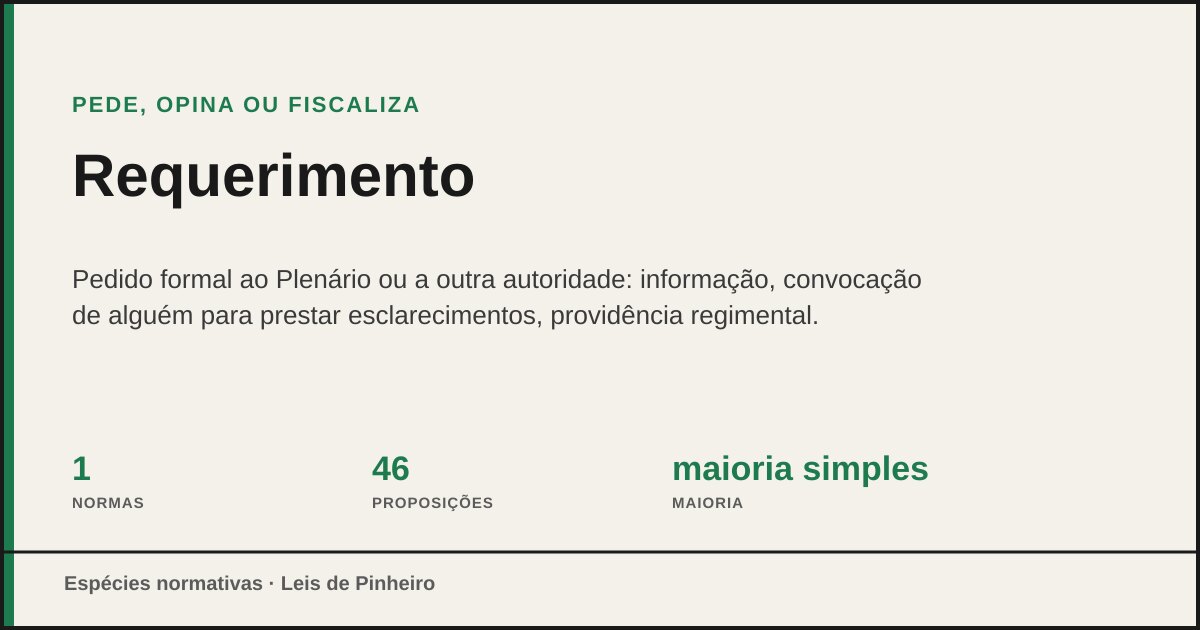 PEDE, OPINA OU FISCALIZA
Requerimento
Pedido formal ao Plenário ou a outra autoridade: informação, convocação
de alguém para prestar esclarecimentos, providência regimental.
1
NORMAS
46
PROPOSIÇÕES
maioria simples
MAIORIA
Espécies normativas · Leis de Pinheiro